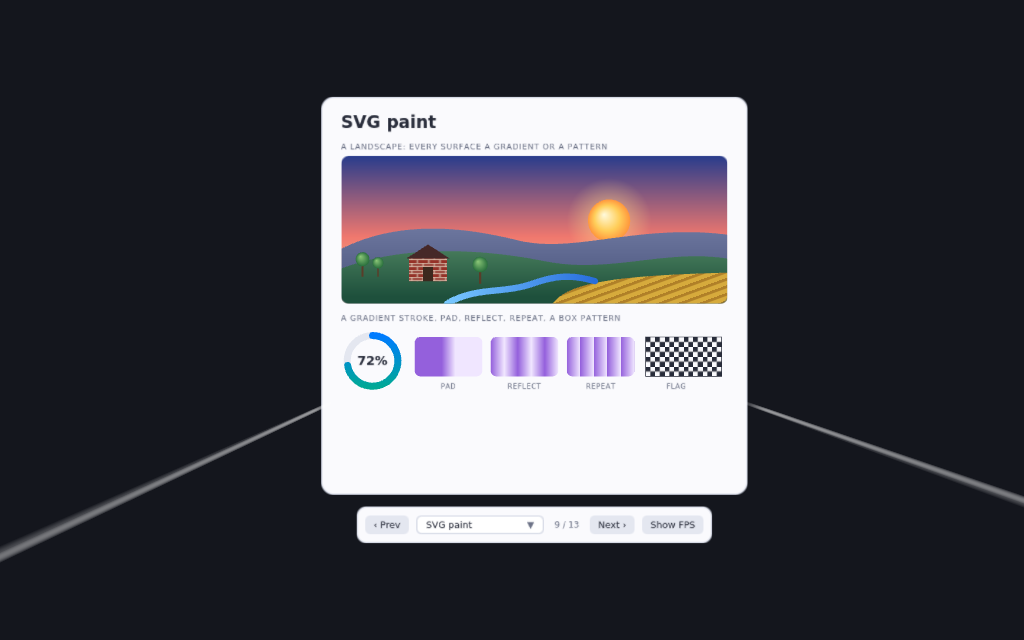 SVG paint
A LANDSCAPE: EVERY SURFACE A GRADIENT OR A PATTERN
A GRADIENT STROKE. PAD, REFLECT, REPEAT. A BOX PATTERN
72%
PAD
REFLECT
REPEAT
FLAG
‹ Prev
SVG paint ▼
9 / 13
Next ›
Show FPS